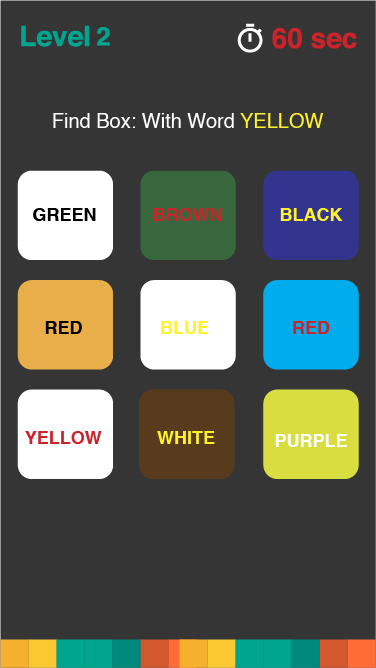 Level 2
60 sec
Find Box: With Word YELLOW
GREEN
BROWN
BLACK
RED
BLUE
RED
YELLOW
WHITE
PURPLE